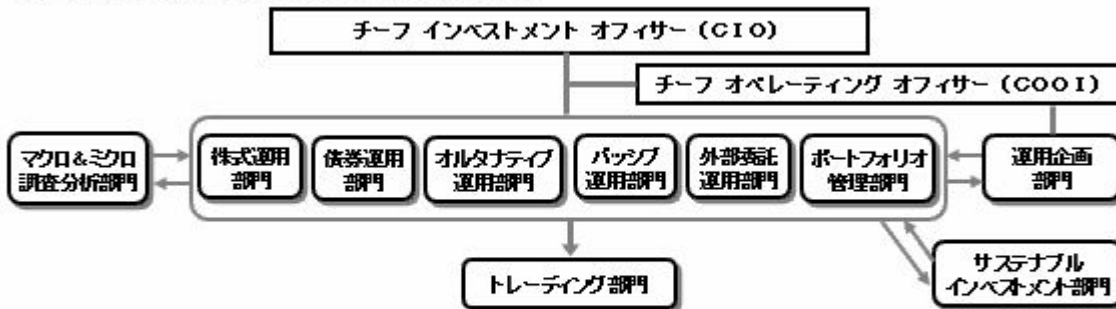 チーフ インベストメント オフィサー (CIO)
チーフ オペレーティング オフィサー (COOI)
マクロ&ミクロ
調査分析部門
株式運用
部門
債券運用
部門
オルタナティブ
運用部門
パッシブ
運用部門
外部委託
運用部門
ポートフォリオ
管理部門
運用企画
部門
トレーディング部門
サステナブル
インベストメント部門